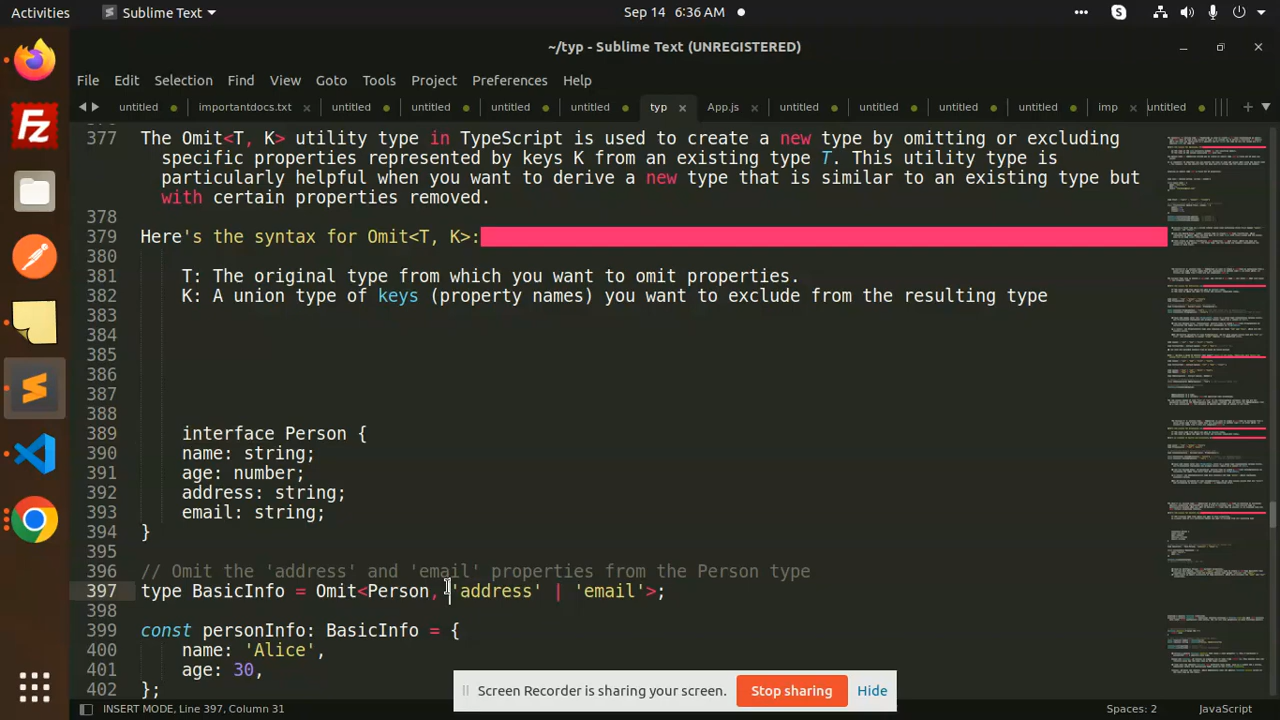 Activities
Sublime Text
Sep 14 6:36 AM
~/typ - Sublime Text (UNREGISTERED)
File Edit Selection Find View Goto Tools Project Preferences Help
untitled importantdocs.txt untitled untitled untitled untitled typ App.js untitled untitled untitled untitled imp untitled
377 The Omit<T, K> utility type in TypeScript is used to create a new type by omitting or excluding
specific properties represented by keys K from an existing type T. This utility type is
particularly helpful when you want to derive a new type that is similar to an existing type but
with certain properties removed.
378
379 Here's the syntax for Omit<T, K>:
380
381 T: The original type from which you want to omit properties.
382 K: A union type of keys (property names) you want to exclude from the resulting type
383
384
385
386
387
388
389 interface Person {
390 name: string;
391 age: number;
392 address: string;
393 email: string;
394 }
395
396 // Omit the 'address' and 'email' properties from the Person type
397 type BasicInfo = Omit<Person, 'address' | 'email'>;
398
399 const personInfo: BasicInfo = {
400 name: 'Alice',
401 age: 30,
402 };
Screen Recorder is sharing your screen. Stop sharing Hide
INSERT MODE, Line 397, Column 31 Spaces: 2 JavaScript